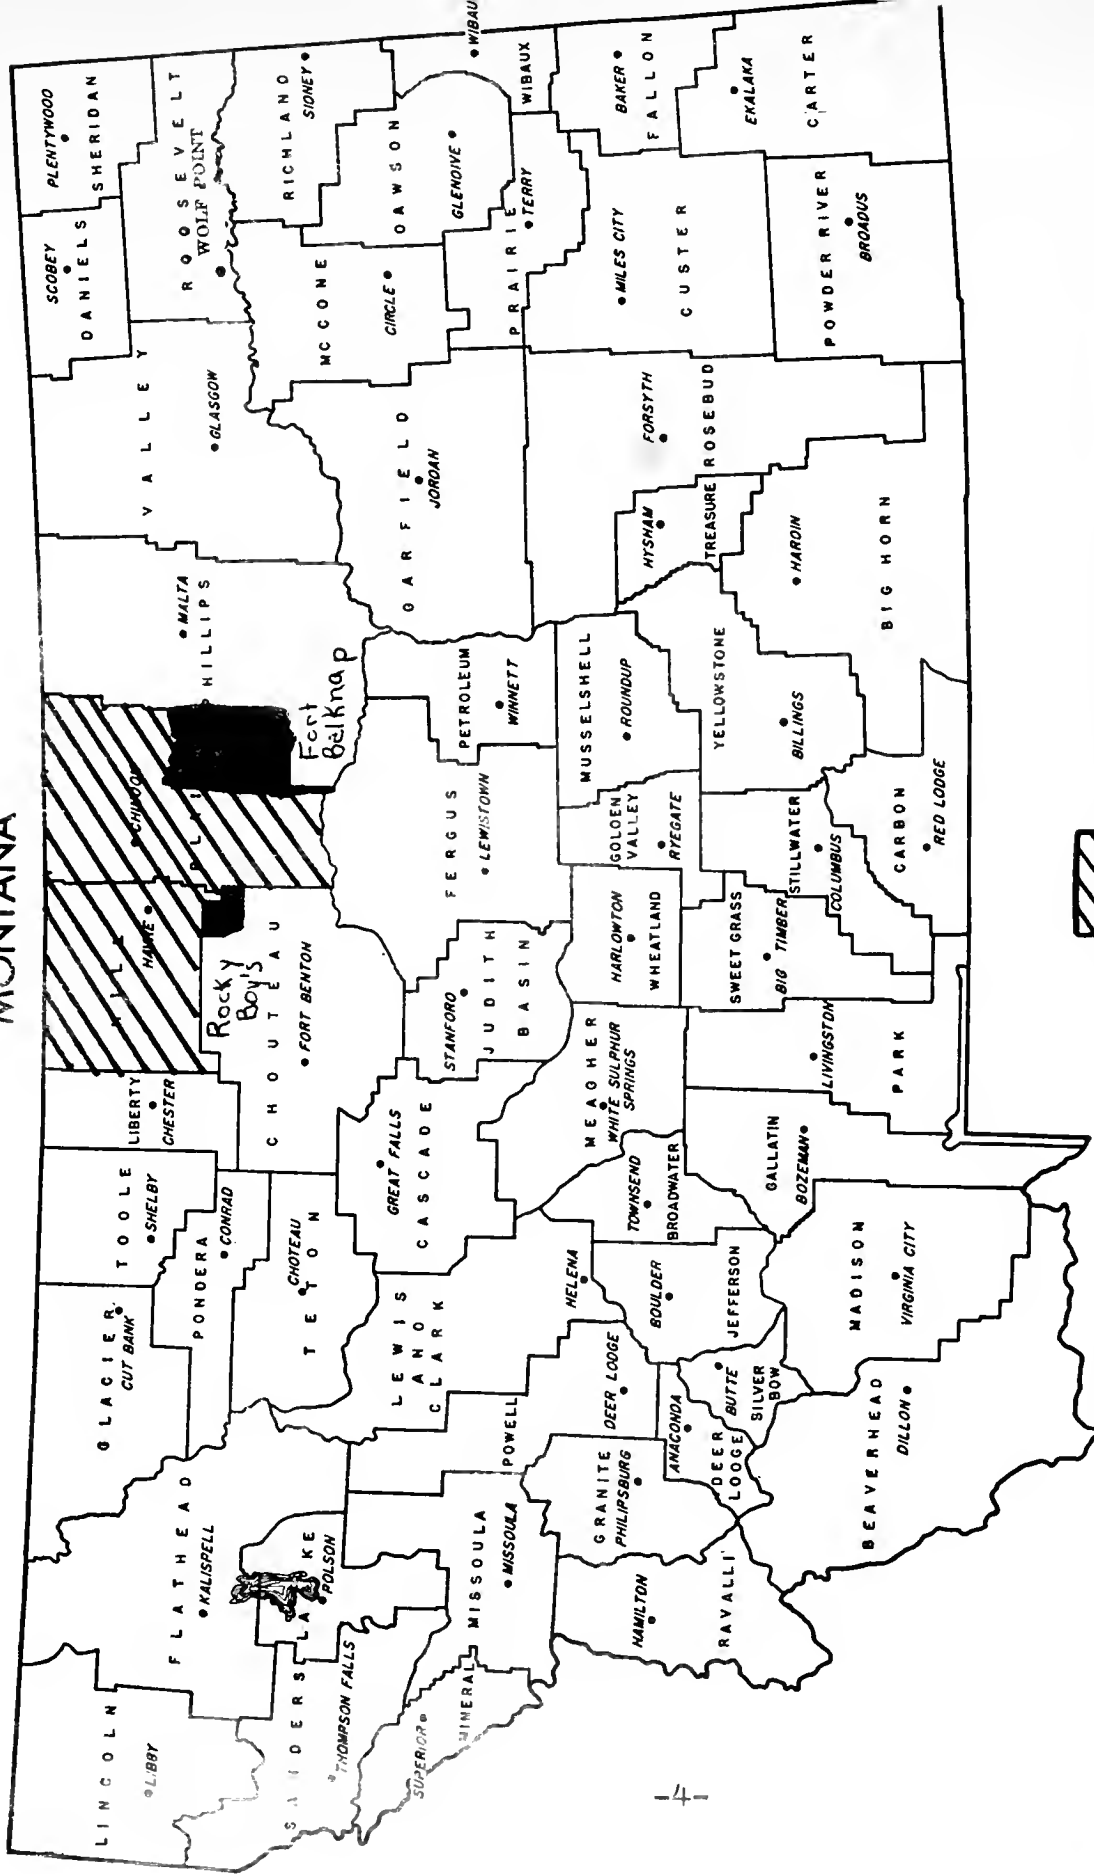 MONTANA
LINCOLN
LIBBY
FLATHEAD
KALISPELL
GLACIER
CUT BANK
TOOLE
SHELBY
LIBERTY
CHESTER
HILL
HAVRE
CHINOOK
BLAINE
PHILLIPS
MALTA
VALLEY
GLASGOW
SCOBEY
DANIELS
PLENTYWOOD
SHERIDAN
ROOSEVELT
WOLF POINT
SANDERS
THOMPSON FALLS
LAKE
POLSON
PONDERA
CONRAD
CHOTEAU
TETON
CHOUTEAU
FORT BENTON
Rocky
Boy's
Fort
Belknap
RICHLAND
SIDNEY
MCCONE
CIRCLE
DAWSON
GLENDIVE
WIBAU
WIBAUX
PRAIRIE
TERRY
GARFIELD
JORDAN
PETROLEUM
WINNETT
FERGUS
LEWISTOWN
JUDITH
BASIN
STANFORD
CASCADE
GREAT FALLS
LEWIS
AND
CLARK
HELENA
POWELL
DEER LODGE
MISSOULA
MISSOULA
MINERAL
SUPERIOR
GRANITE
PHILIPSBURG
RAVALLI
HAMILTON
ANACONDA
DEER
LODGE
BUTTE
SILVER
BOW
JEFFERSON
BOULDER
BROADWATER
TOWNSEND
MEAGHER
WHITE SULPHUR
SPRINGS
WHEATLAND
HARLOWTON
GOLDEN
VALLEY
RYEGATE
MUSSELSHELL
ROUNDUP
TREASURE
HYSHAM
ROSEBUD
FORSYTH
CUSTER
MILES CITY
FALLON
BAKER
CARTER
EKALAKA
POWDER RIVER
BROADUS
BIG HORN
HARDIN
YELLOWSTONE
BILLINGS
STILLWATER
COLUMBUS
CARBON
RED LODGE
SWEET GRASS
BIG TIMBER
PARK
LIVINGSTON
GALLATIN
BOZEMAN
MADISON
VIRGINIA CITY
BEAVERHEAD
DILLON
-4-